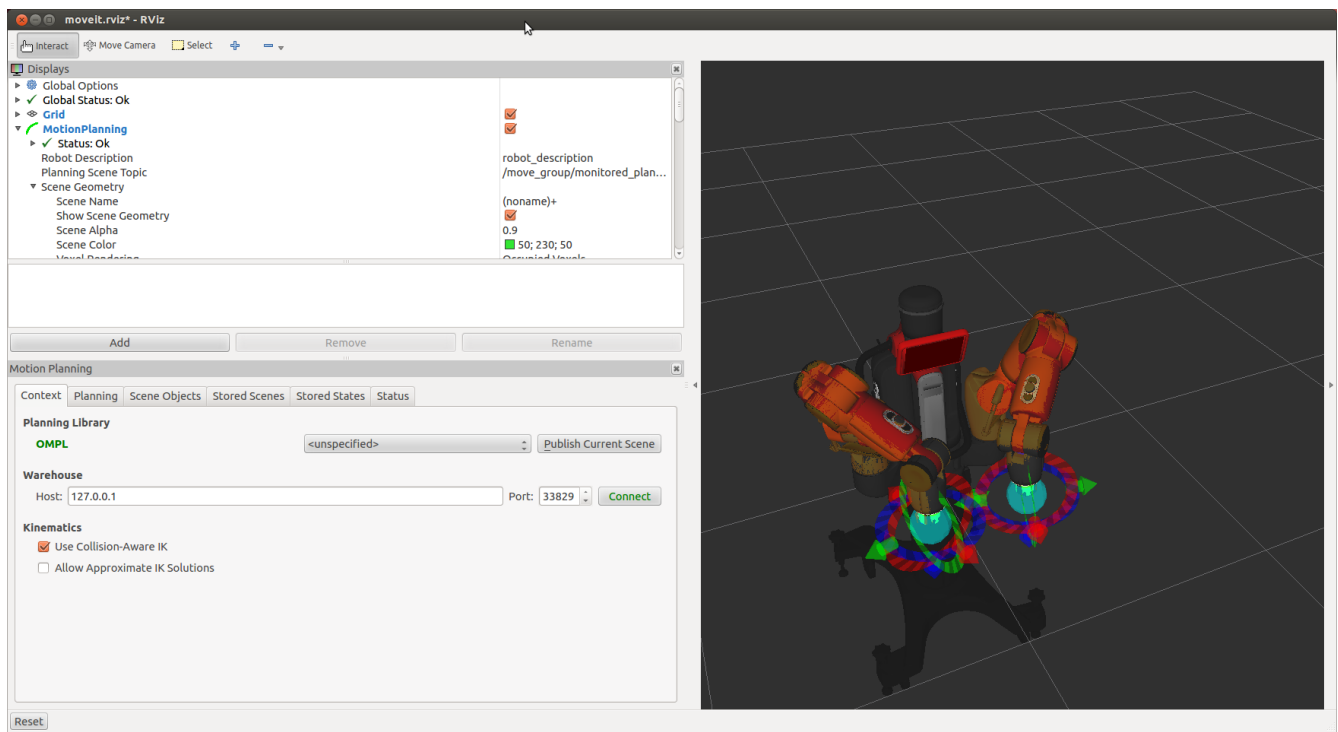 moveit.rviz* - RViz
Interact Move Camera Select
Displays
Global Options
Global Status: Ok
Grid
MotionPlanning
Status: Ok
Robot Description robot_description
Planning Scene Topic /move_group/monitored_plan...
Scene Geometry
Scene Name (noname)+
Show Scene Geometry
Scene Alpha 0.9
Scene Color 50; 230; 50
Voxel Rendering Occupied Voxels
Add Remove Rename
Motion Planning
Context Planning Scene Objects Stored Scenes Stored States Status
Planning Library
OMPL <unspecified> Publish Current Scene
Warehouse
Host: 127.0.0.1 Port: 33829 Connect
Kinematics
Use Collision-Aware IK
Allow Approximate IK Solutions
Reset